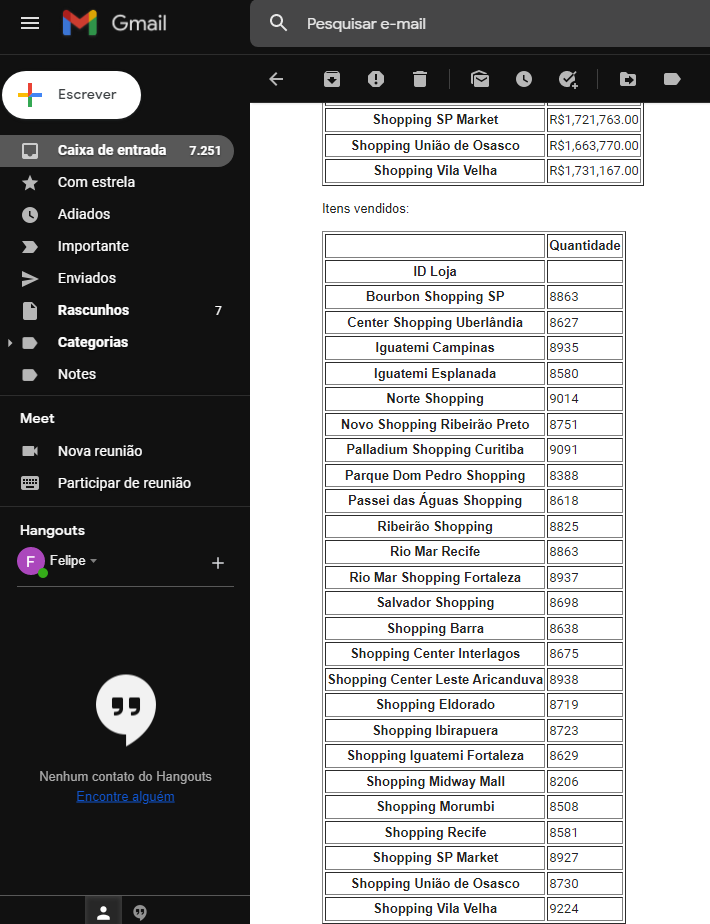 Gmail
Pesquisar e-mail
Escrever
Caixa de entrada 7.251
Com estrela
Adiados
Importante
Enviados
Rascunhos 7
Categorias
Notes
Meet
Nova reunião
Participar de reunião
Hangouts
F Felipe
Nenhum contato do Hangouts
Encontre alguém
Shopping SP Market R$1,721,763.00
Shopping União de Osasco R$1,663,770.00
Shopping Vila Velha R$1,731,167.00
Itens vendidos:
Quantidade
ID Loja
Bourbon Shopping SP 8863
Center Shopping Uberlândia 8627
Iguatemi Campinas 8935
Iguatemi Esplanada 8580
Norte Shopping 9014
Novo Shopping Ribeirão Preto 8751
Palladium Shopping Curitiba 9091
Parque Dom Pedro Shopping 8388
Passei das Águas Shopping 8618
Ribeirão Shopping 8825
Rio Mar Recife 8863
Rio Mar Shopping Fortaleza 8937
Salvador Shopping 8698
Shopping Barra 8638
Shopping Center Interlagos 8675
Shopping Center Leste Aricanduva 8938
Shopping Eldorado 8719
Shopping Ibirapuera 8723
Shopping Iguatemi Fortaleza 8629
Shopping Midway Mall 8206
Shopping Morumbi 8508
Shopping Recife 8581
Shopping SP Market 8927
Shopping União de Osasco 8730
Shopping Vila Velha 9224